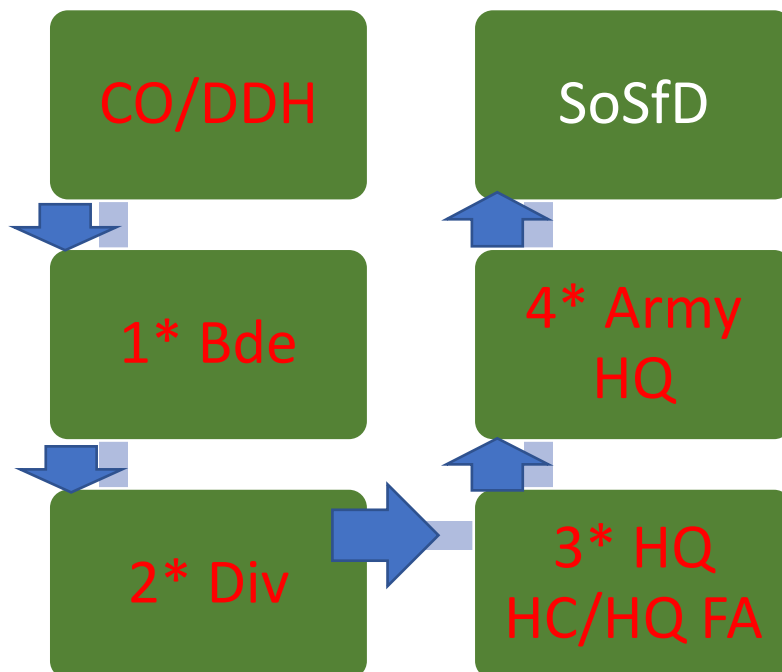 CO/DDH
1* Bde
2* Div
3* HQ
HC/HQ FA
4* Army
HQ
SoSfD